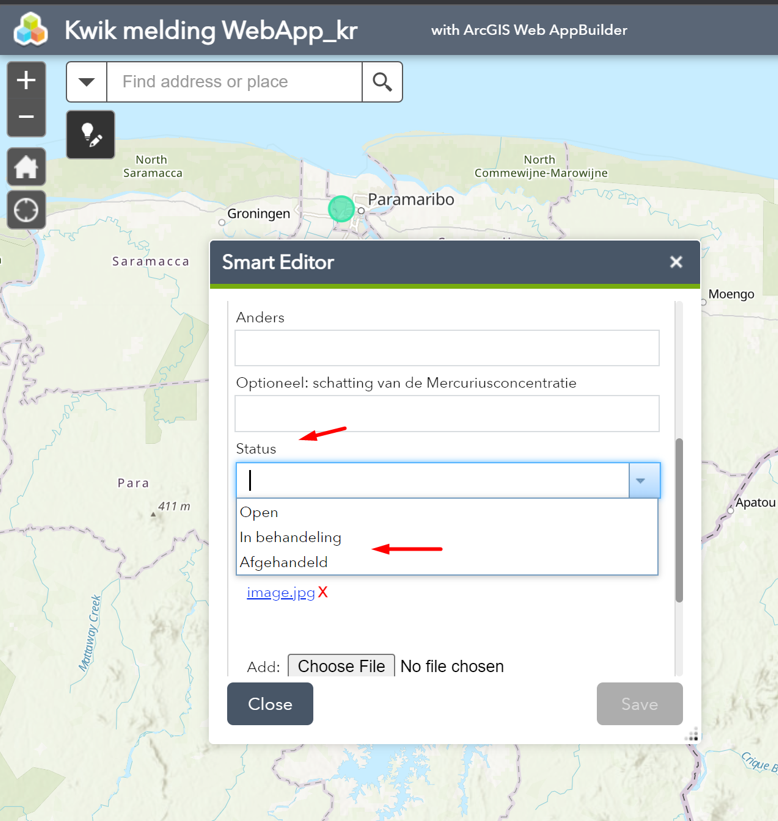 Kwik melding WebApp_kr
with ArcGIS Web AppBuilder
+
Find address or place
−
North
Saramacca
North
Commewijne-Marowijne
Paramaribo
Groningen
Saramacca
Smart Editor
×
Moengo
Anders
Optioneel: schatting van de Mercuriusconcentratie
Status
Para
411 m
Apatou
Open
In behandeling
Afgehandeld
image.jpg X
Mattaway Creek
Add: Choose File No file chosen
Close
Save